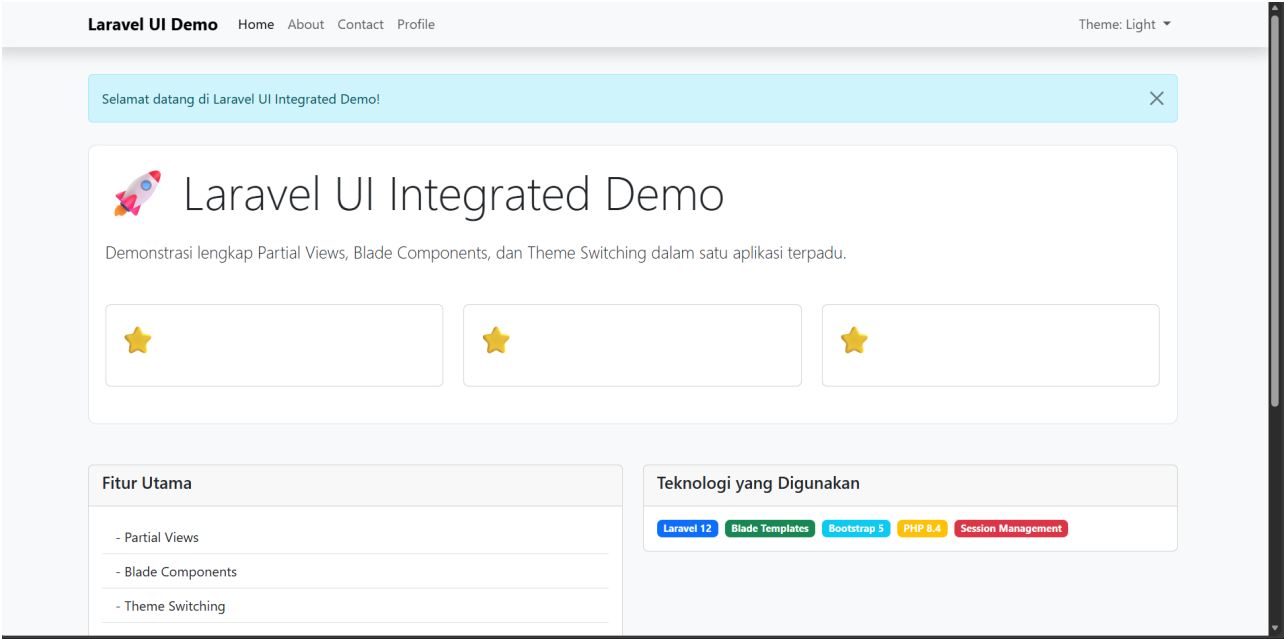 Laravel UI Demo Home About Contact Profile Theme: Light
Selamat datang di Laravel UI Integrated Demo!
Laravel UI Integrated Demo
Demonstrasi lengkap Partial Views, Blade Components, dan Theme Switching dalam satu aplikasi terpadu.
Fitur Utama
- Partial Views
- Blade Components
- Theme Switching
Teknologi yang Digunakan
Laravel 12 Blade Templates Bootstrap 5 PHP 8.4 Session Management